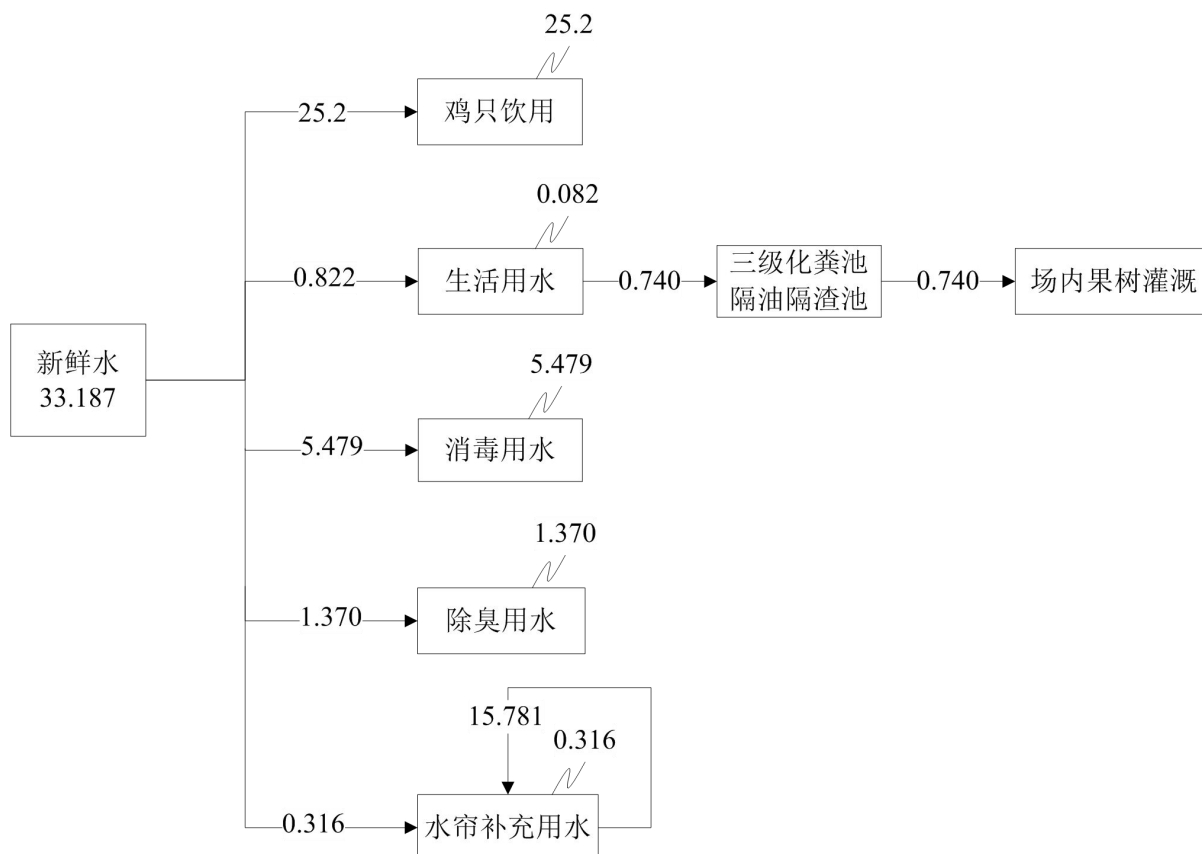 25.2
25.2
鸡只饮用
0.082
0.822
生活用水
0.740
三级化粪池
隔油隔渣池
0.740
场内果树灌溉
新鲜水
33.187
5.479
5.479
消毒用水
1.370
1.370
除臭用水
15.781
0.316
0.316
水帘补充用水